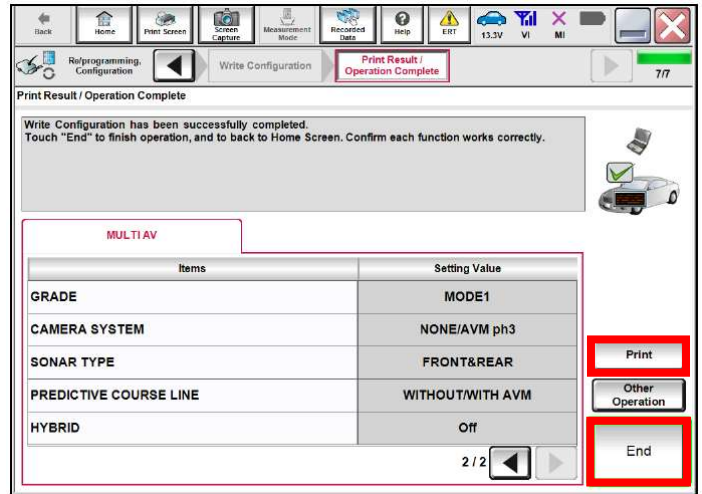 Back
Home
Print Screen
Screen
Capture
Measurement
Mode
Recorded
Data
Help
ERT
13.3V
VI
MI
Re/programming,
Configuration
Write Configuration
Print Result /
Operation Complete
7/7
Print Result / Operation Complete
Write Configuration has been successfully completed.
Touch "End" to finish operation, and to back to Home Screen. Confirm each function works correctly.
MULTI AV
Items Setting Value
GRADE MODE1
CAMERA SYSTEM NONE/AVM ph3
SONAR TYPE FRONT&REAR
PREDICTIVE COURSE LINE WITHOUT/WITH AVM
HYBRID Off
2/2
Print
Other
Operation
End